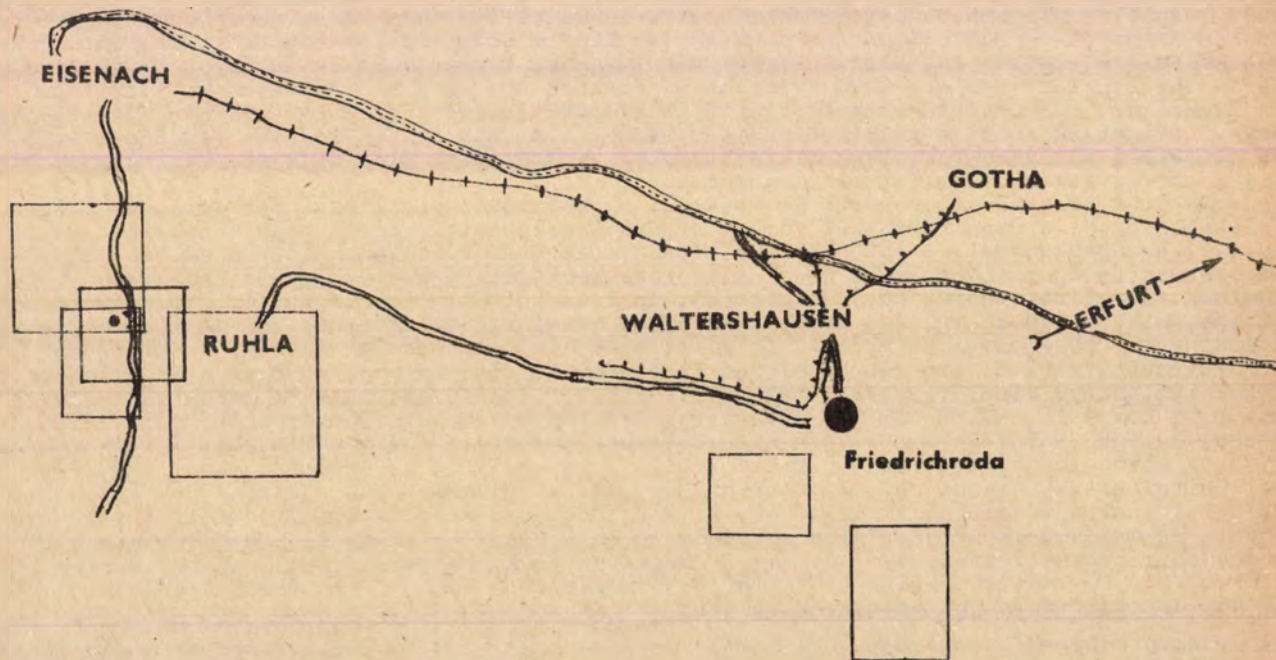 EISENACH
GOTHA
ERFURT
WALTERSHAUSEN
RUHLA
Friedrichroda